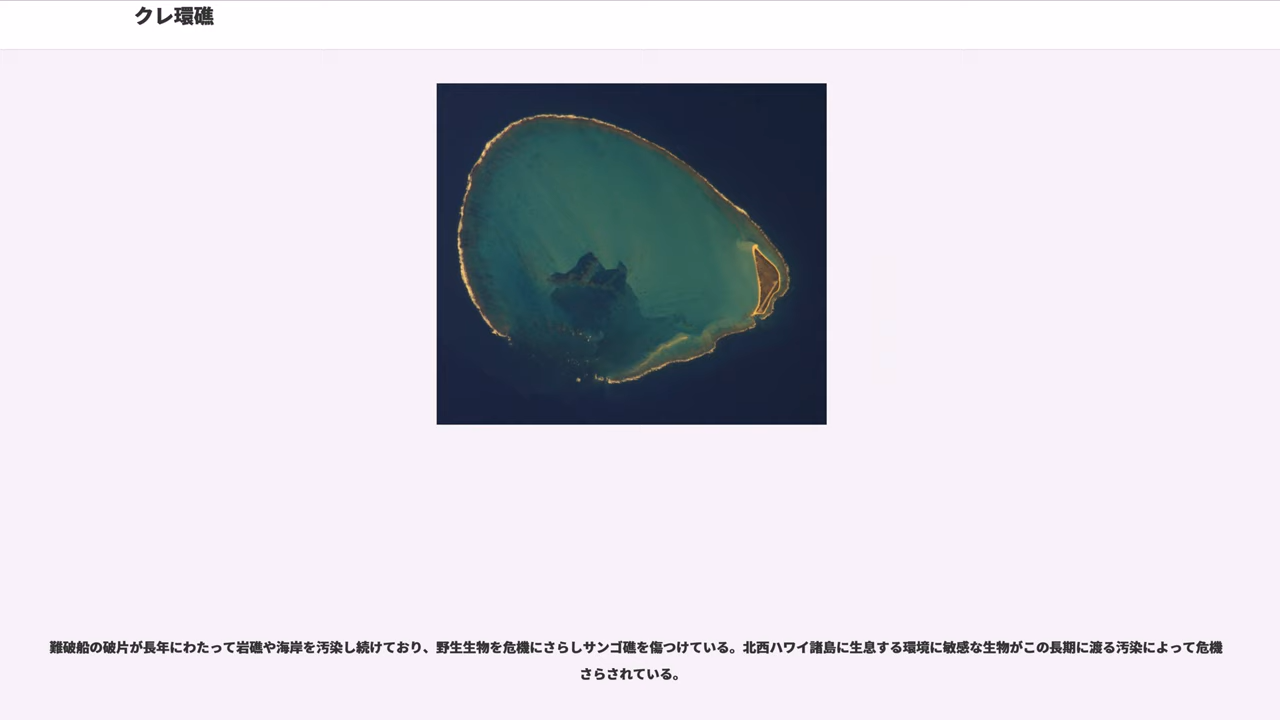 クレ環礁
難破船の破片が長年にわたって岩礁や海岸を汚染し続けており、野生生物を危機にさらしサンゴ礁を傷つけている。北西ハワイ諸島に生息する環境に敏感な生物がこの長期に渡る汚染によって危機
さらされている。